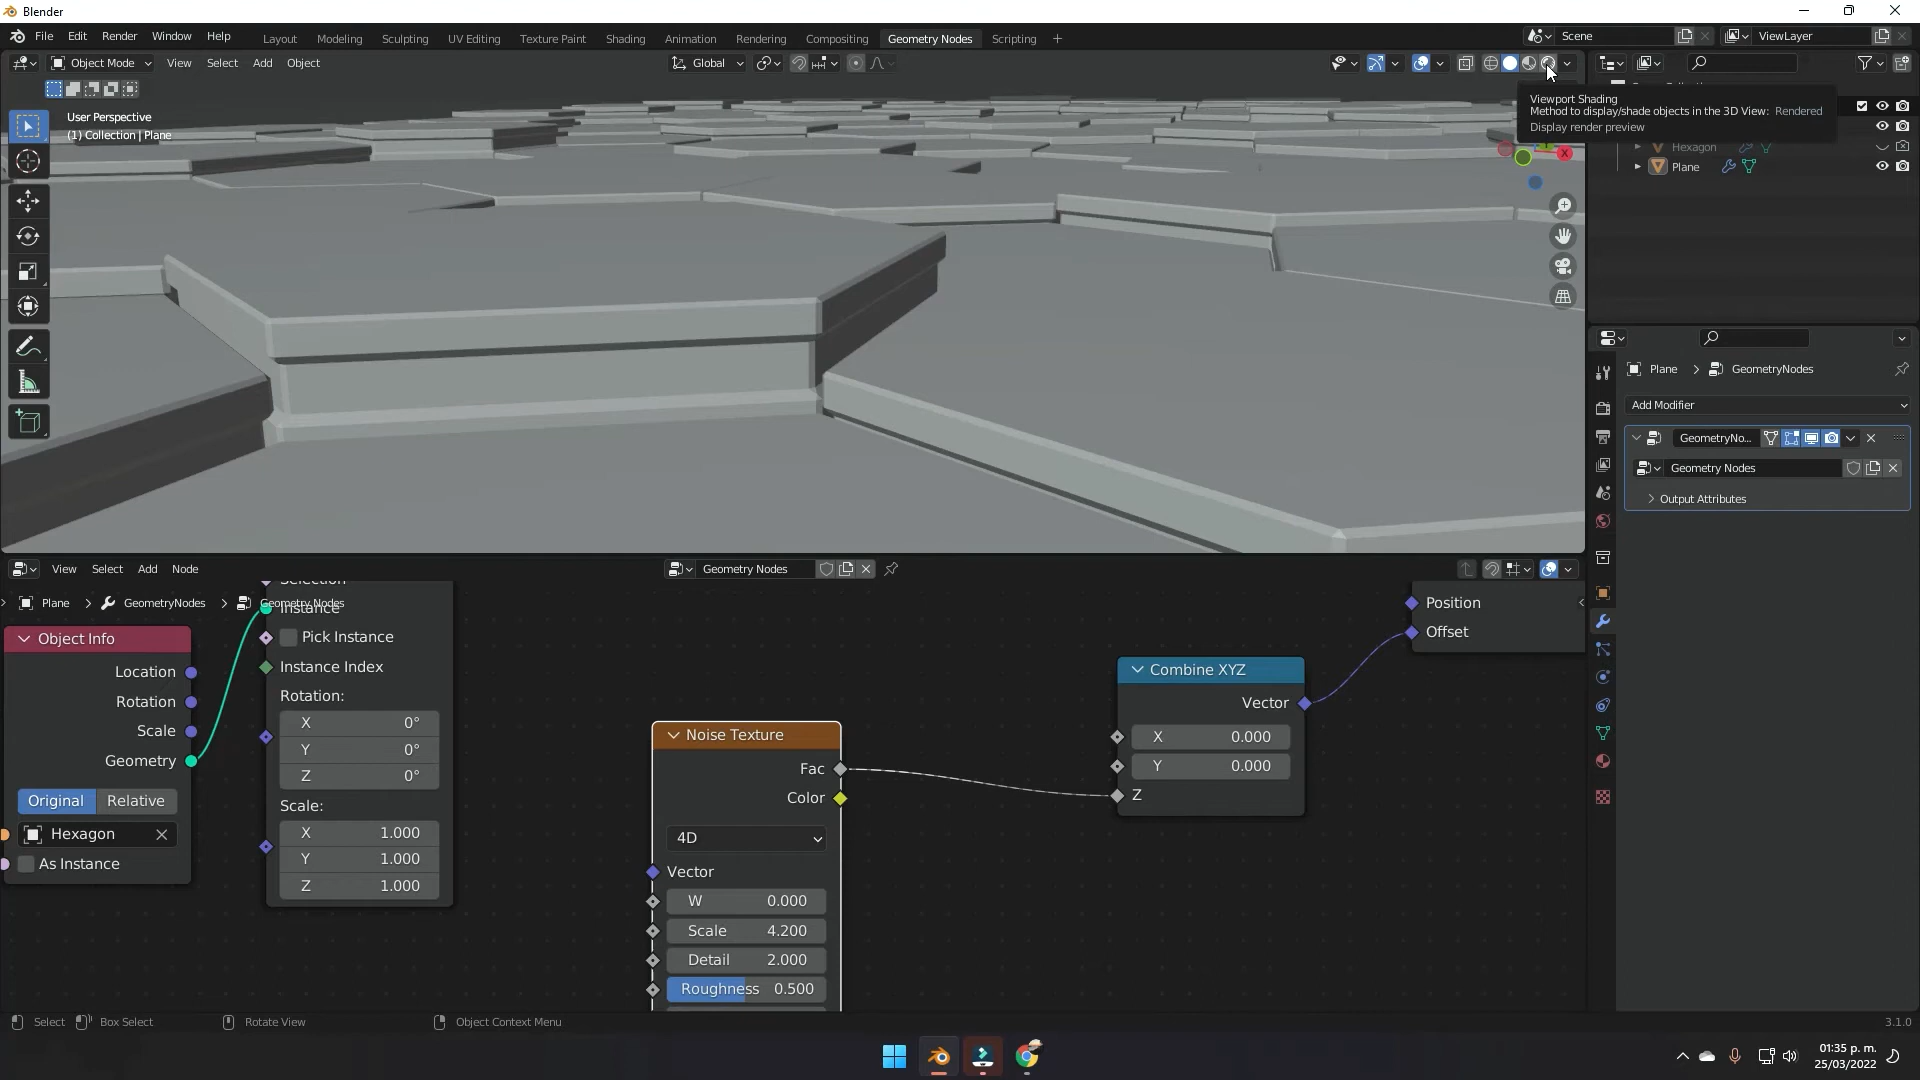 Blender
File Edit Render Window Help
Layout Modeling Sculpting UV Editing Texture Paint Shading Animation Rendering Compositing Geometry Nodes Scripting +
Scene ViewLayer
Object Mode View Select Add Object
Global
User Perspective
(1) Collection | Plane
Viewport Shading
Method to display/shade objects in the 3D View: Rendered
Display render preview
X
Hexagon
Plane
Plane > GeometryNodes
Add Modifier
GeometryNo...
Geometry Nodes
Output Attributes
View Select Add Node
Geometry Nodes
Plane > GeometryNodes > Geometry Nodes
Selection
Instance
Pick Instance
Instance Index
Rotation:
X 0°
Y 0°
Z 0°
Scale:
X 1.000
Y 1.000
Z 1.000
Object Info
Location
Rotation
Scale
Geometry
Original Relative
Hexagon
As Instance
Noise Texture
Fac
Color
4D
Vector
W 0.000
Scale 4.200
Detail 2.000
Roughness 0.500
Combine XYZ
Vector
X 0.000
Y 0.000
Z
Position
Offset
Select Box Select Rotate View Object Context Menu
3.1.0
01:35 p. m.
25/03/2022